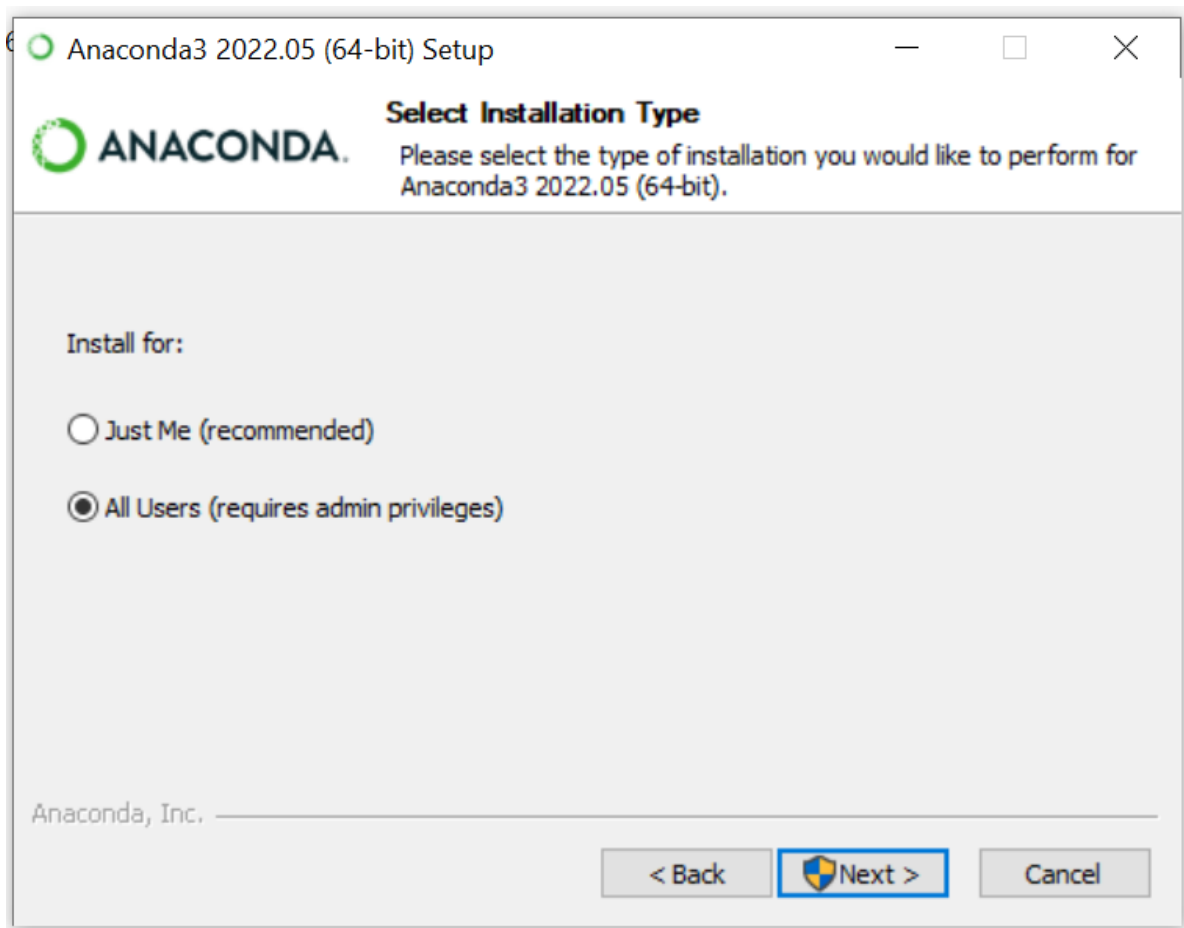 Anaconda3 2022.05 (64-bit) Setup
ANACONDA.
Select Installation Type
Please select the type of installation you would like to perform for
Anaconda3 2022.05 (64-bit).
Install for:
Just Me (recommended)
All Users (requires admin privileges)
Anaconda, Inc.
< Back
Next >
Cancel